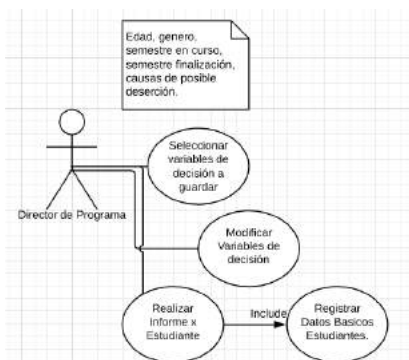 Edad, genero,
semestre en curso,
semestre finalización,
causas de posible
deserción.
Seleccionar
variables de
decisión a
guardar
Director de Programa
Modificar
Variables de
decisión
Realizar
Informe x
Estudiante
Include
Registrar
Datos Basicos
Estudiantes.